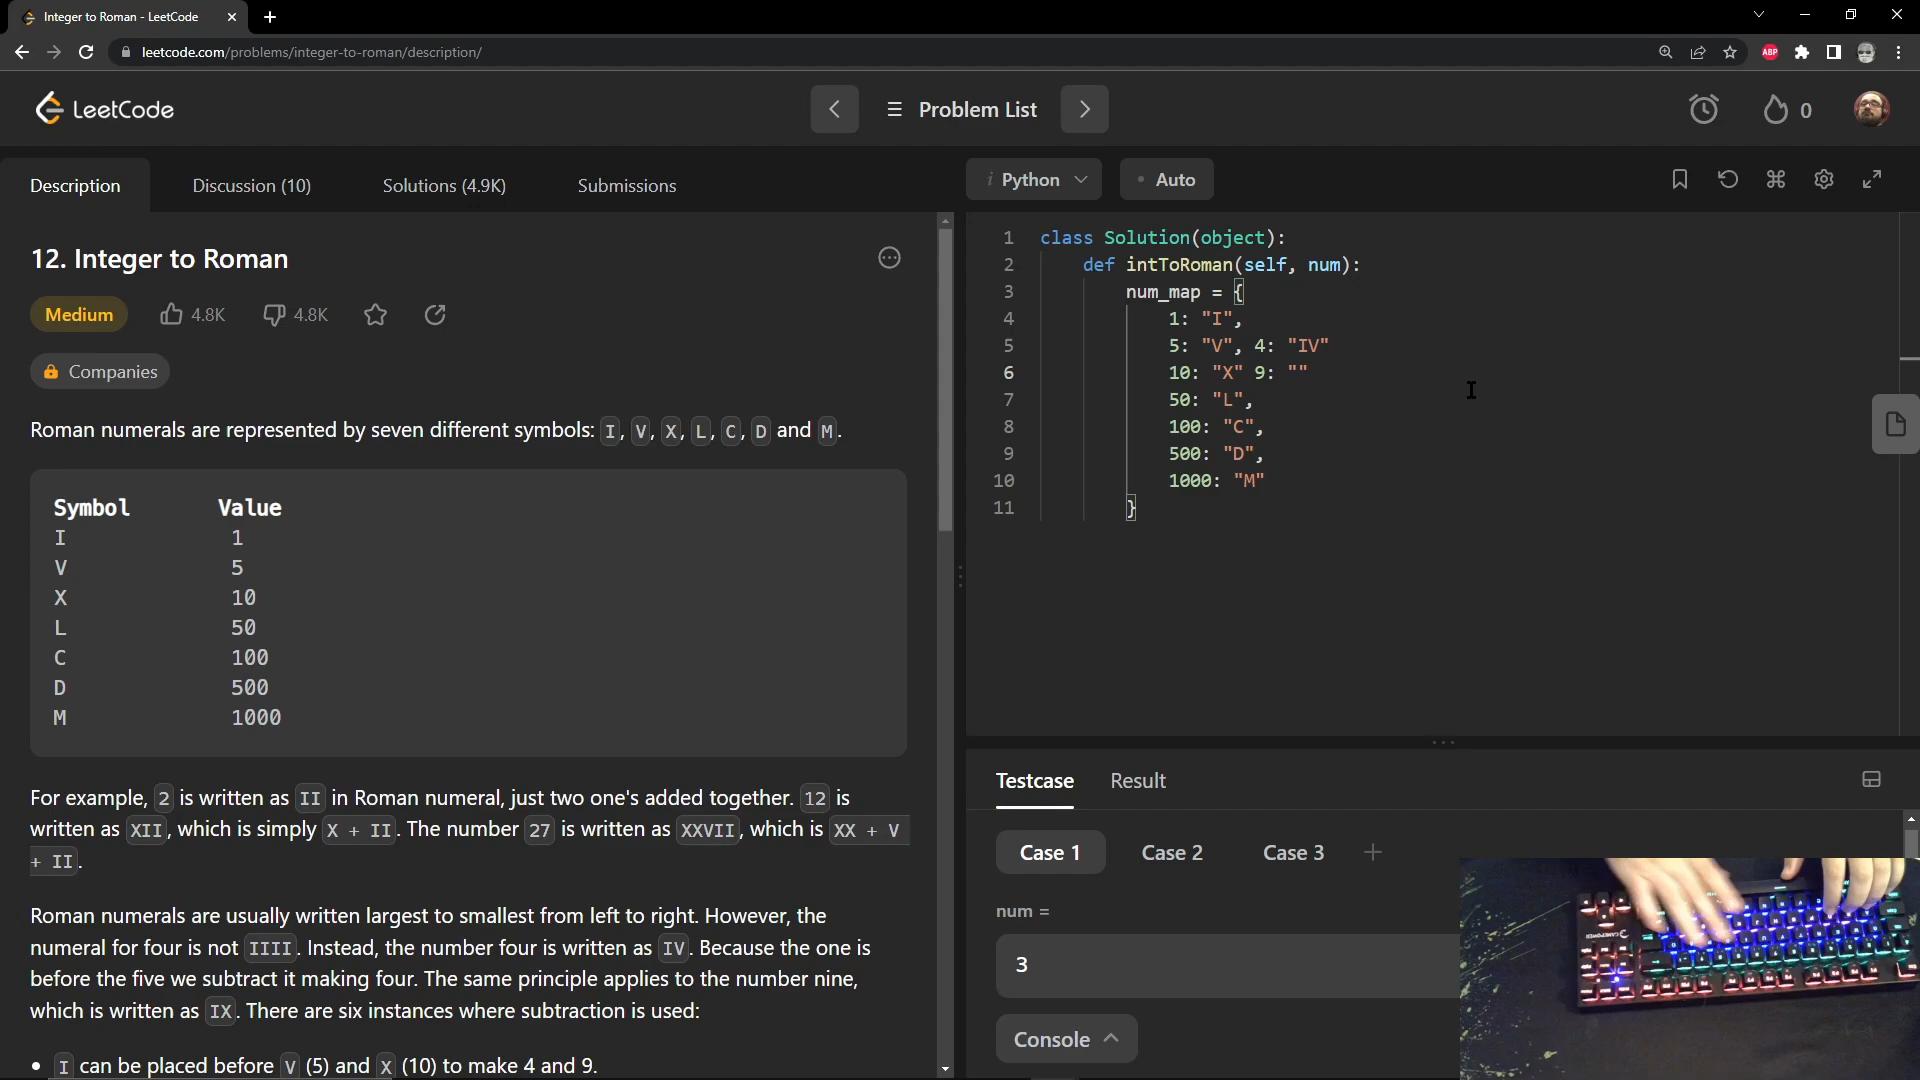 Integer to Roman - LeetCode
leetcode.com/problems/integer-to-roman/description/
ABP
LeetCode
Problem List
0
Description
Discussion (10)
Solutions (4.9K)
Submissions
Python
Auto
12. Integer to Roman
Medium
4.8K
4.8K
Companies
Roman numerals are represented by seven different symbols: I, V, X, L, C, D and M.
Symbol Value
I 1
V 5
X 10
L 50
C 100
D 500
M 1000
For example, 2 is written as II in Roman numeral, just two one's added together. 12 is
written as XII, which is simply X + II. The number 27 is written as XXVII, which is XX + V
+ II.
Roman numerals are usually written largest to smallest from left to right. However, the
numeral for four is not IIII. Instead, the number four is written as IV. Because the one is
before the five we subtract it making four. The same principle applies to the number nine,
which is written as IX. There are six instances where subtraction is used:
• I can be placed before V (5) and X (10) to make 4 and 9.
1 class Solution(object):
2 def intToRoman(self, num):
3 num_map = {
4 1: "I",
5 5: "V", 4: "IV"
6 10: "X" 9: ""
7 50: "L",
8 100: "C",
9 500: "D",
10 1000: "M"
11 }
Testcase
Result
Case 1
Case 2
Case 3
num =
3
Console